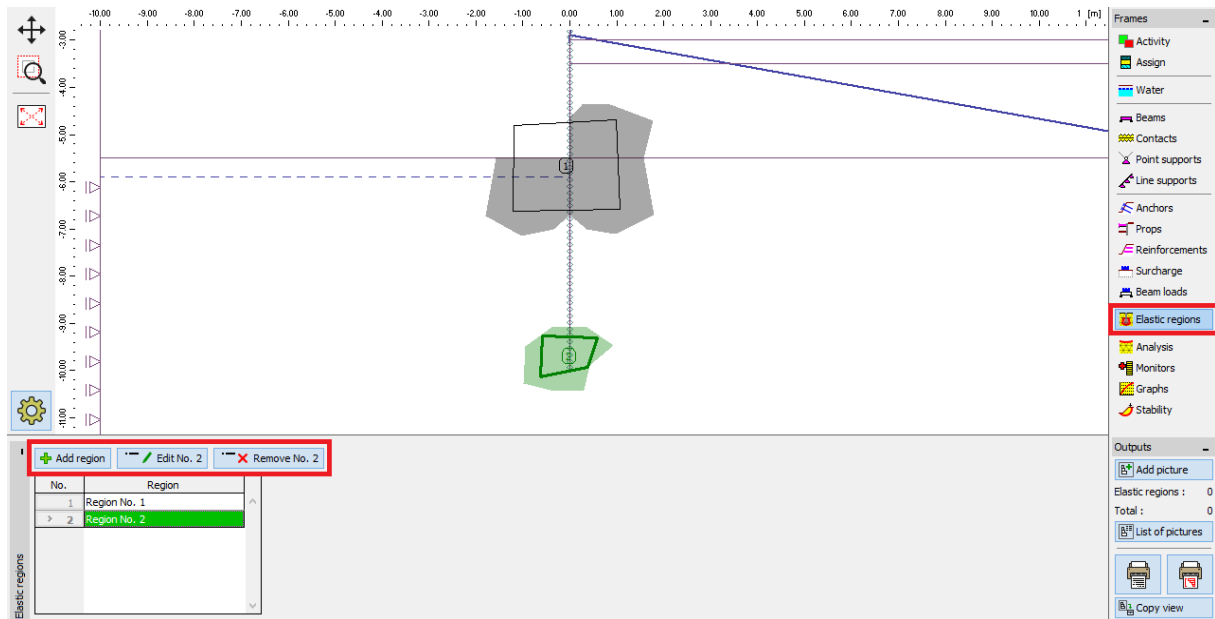 -10.00 -9.00 -8.00 -7.00 -6.00 -5.00 -4.00 -3.00 -2.00 -1.00 0.00 1.00 2.00 3.00 4.00 5.00 6.00 7.00 8.00 9.00 10.00 1 [m]
-3.00
-4.00
-5.00
-6.00
-7.00
-8.00
-9.00
-10.00
-11.00
1
2
Frames
Activity
Assign
Water
Beams
Contacts
Point supports
Line supports
Anchors
Props
Reinforcements
Surcharge
Beam loads
Elastic regions
Analysis
Monitors
Graphs
Stability
Add region Edit No. 2 Remove No. 2
No. Region
1 Region No. 1
> 2 Region No. 2
Elastic regions
Outputs
Add picture
Elastic regions : 0
Total : 0
List of pictures
Copy view